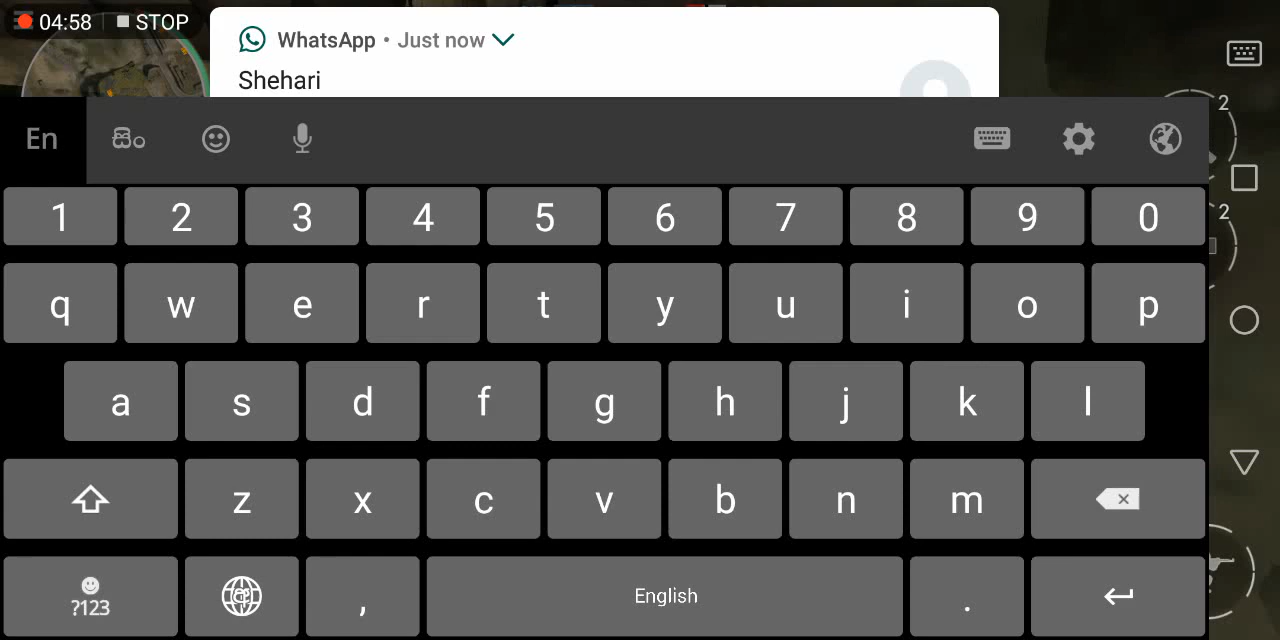 04:58 STOP
WhatsApp • Just now
Shehari
2
En
1 2 3 4 5 6 7 8 9 0
2
q w e r t y u i o p
a s d f g h j k l
z x c v b n m
?123 , English .